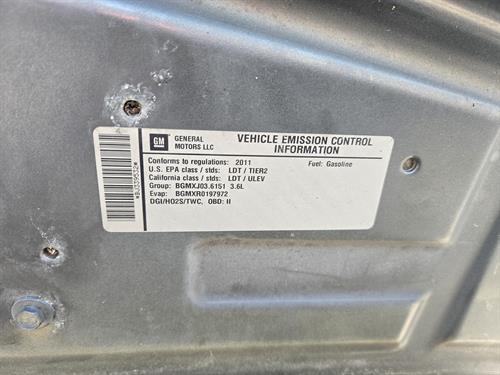 GM
GENERAL
MOTORS LLC
VEHICLE EMISSION CONTROL
INFORMATION
Conforms to regulations: 2011 Fuel: Gasoline
U.S. EPA class / stds: LDT / TIER2
California class / stds: LDT / ULEV
Group: BGMXJ03.6151 3.6L
Evap: BGMXR0197972
DGI/HO2S/TWC, OBD: II